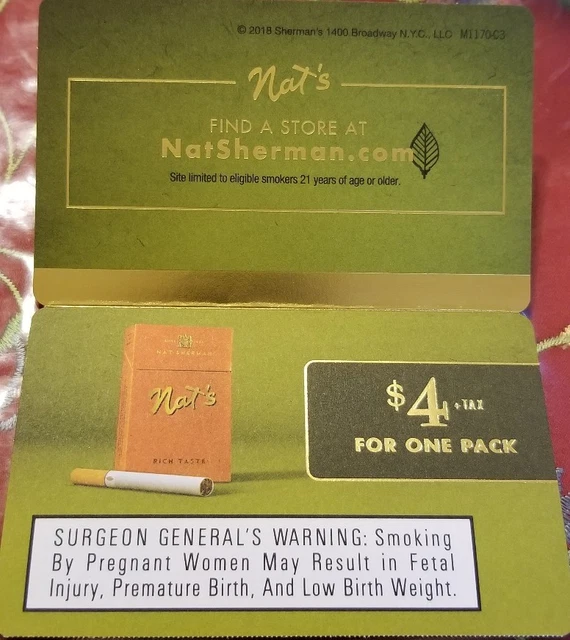 © 2018 Sherman's 1400 Broadway N.Y.C., LLC M1170-C3
Nat's
FIND A STORE AT
NatSherman.com
Site limited to eligible smokers 21 years of age or older.
NAT SHERMAN
Nat's
RICH TASTE
$4 +TAX
FOR ONE PACK
SURGEON GENERAL'S WARNING: Smoking
By Pregnant Women May Result in Fetal
Injury, Premature Birth, And Low Birth Weight.